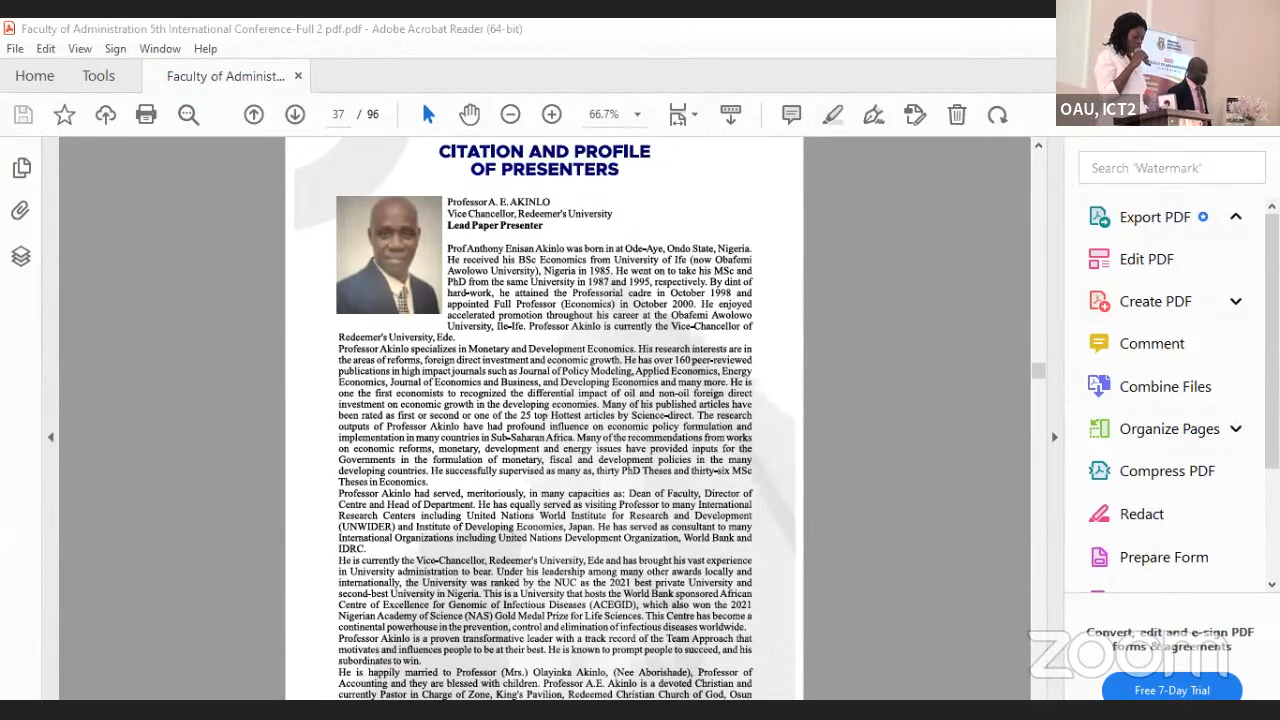 Faculty of Administration 5th International Conference-Full 2 pdf.pdf - Adobe Acrobat Reader (64-bit)
File Edit View Sign Window Help
Home Tools Faculty of Administ... ×
37 / 96 66.7%
OAU, ICT2
CITATION AND PROFILE
OF PRESENTERS
Professor A. E. AKINLO
Vice Chancellor, Redeemer's University
Lead Paper Presenter
Prof Anthony Enisan Akinlo was born in at Ode-Aye, Ondo State, Nigeria.
He received his BSc Economics from University of Ife (now Obafemi
Awolowo University), Nigeria in 1985. He went on to take his MSc and
PhD from the same University in 1987 and 1995, respectively. By dint of
hard-work, he attained the Professorial cadre in October 1998 and
appointed Full Professor (Economics) in October 2000. He enjoyed
accelerated promotion throughout his career at the Obafemi Awolowo
University, Ile-Ife. Professor Akinlo is currently the Vice-Chancellor of
Redeemer's University, Ede.
Professor Akinlo specializes in Monetary and Development Economics. His research interests are in
the areas of reforms, foreign direct investment and economic growth. He has over 160 peer-reviewed
publications in high impact journals such as Journal of Policy Modeling, Applied Economics, Energy
Economics, Journal of Economics and Business, and Developing Economies and many more. He is
one the first economists to recognized the differential impact of oil and non-oil foreign direct
investment on economic growth in the developing economies. Many of his published articles have
been rated as first or second or one of the 25 top Hottest articles by Science-direct. The research
outputs of Professor Akinlo have had profound influence on economic policy formulation and
implementation in many countries in Sub-Saharan Africa. Many of the recommendations from works
on economic reforms, monetary, development and energy issues have provided inputs for the
Governments in the formulation of monetary, fiscal and development policies in the many
developing countries. He successfully supervised as many as, thirty PhD Theses and thirty-six MSc
Theses in Economics.
Professor Akinlo had served, meritoriously, in many capacities as: Dean of Faculty, Director of
Centre and Head of Department. He has equally served as visiting Professor to many International
Research Centers including United Nations World Institute for Research and Development
(UNWIDER) and Institute of Developing Economies, Japan. He has served as consultant to many
International Organizations including United Nations Development Organization, World Bank and
IDRC.
He is currently the Vice-Chancellor, Redeemer's University, Ede and has brought his vast experience
in University administration to bear. Under his leadership among many other awards locally and
internationally, the University was ranked by the NUC as the 2021 best private University and
second-best University in Nigeria. This is a University that hosts the World Bank sponsored African
Centre of Excellence for Genomic of Infectious Diseases (ACEGID), which also won the 2021
Nigerian Academy of Science (NAS) Gold Medal Prize for Life Sciences. This Centre has become a
continental powerhouse in the prevention, control and elimination of infectious diseases worldwide.
Professor Akinlo is a proven transformative leader with a track record of the Team Approach that
motivates and influences people to be at their best. He is known to prompt people to succeed, and his
subordinates to win.
He is happily married to Professor (Mrs.) Olayinka Akinlo, (Nee Aborishade), Professor of
Accounting and they are blessed with children. Professor A.E. Akinlo is a devoted Christian and
currently Pastor in Charge of Zone, King's Pavilion, Redeemed Christian Church of God, Osun
Search 'Watermark'
Export PDF
Edit PDF
Create PDF
Comment
Combine Files
Organize Pages
Compress PDF
Redact
Prepare Form
Convert, edit and e-sign PDF
forms & agreements
Free 7-Day Trial
zoom